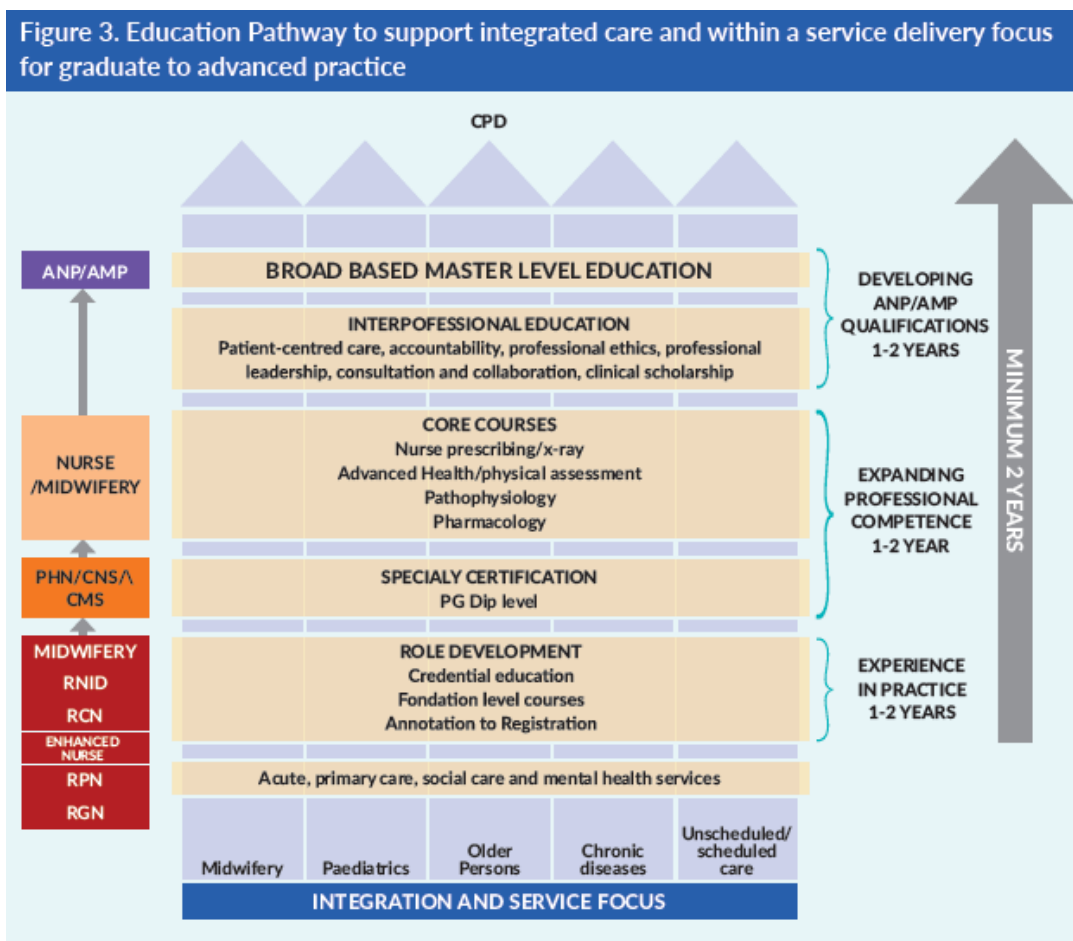 Figure 3. Education Pathway to support integrated care and within a service delivery focus
for graduate to advanced practice
CPD
ANP/AMP
BROAD BASED MASTER LEVEL EDUCATION
INTERPOFESSIONAL EDUCATION
Patient-centred care, accountability, professional ethics, professional
leadership, consultation and collaboration, clinical scholarship
DEVELOPING
ANP/AMP
QUALIFICATIONS
1-2 YEARS
NURSE
/MIDWIFERY
CORE COURSES
Nurse prescribing/x-ray
Advanced Health/physical assessment
Pathophysiology
Pharmacology
EXPANDING
PROFESSIONAL
COMPETENCE
1-2 YEAR
MINIMUM 2 YEARS
PHN/CNS/\
CMS
SPECIALY CERTIFICATION
PG Dip level
MIDWIFERY
RNID
RCN
ENHANCED
NURSE
RPN
RGN
ROLE DEVELOPMENT
Credential education
Fondation level courses
Annotation to Registration
EXPERIENCE
IN PRACTICE
1-2 YEARS
Acute, primary care, social care and mental health services
Midwifery
Paediatrics
Older
Persons
Chronic
diseases
Unscheduled/
scheduled
care
INTEGRATION AND SERVICE FOCUS